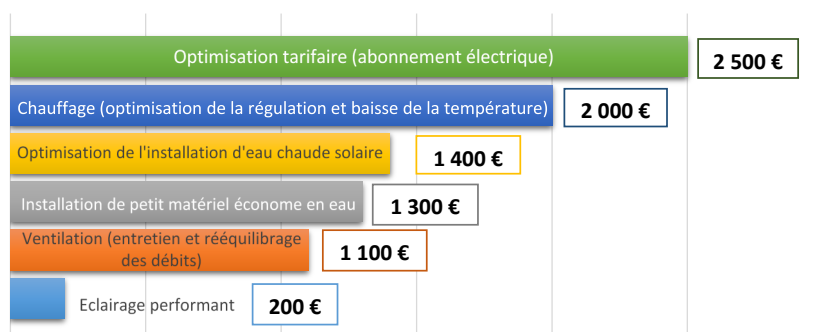 Optimisation tarifaire (abonnement électrique)
2 500 €
Chauffage (optimisation de la régulation et baisse de la température)
2 000 €
Optimisation de l'installation d'eau chaude solaire
1 400 €
Installation de petit matériel économe en eau
1 300 €
Ventilation (entretien et rééquilibrage
des débits)
1 100 €
Eclairage performant
200 €